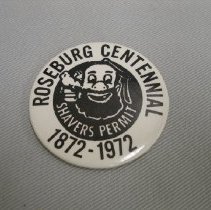 ROSEBURG CENTENNIAL
SHAVERS PERMIT
1872-1972